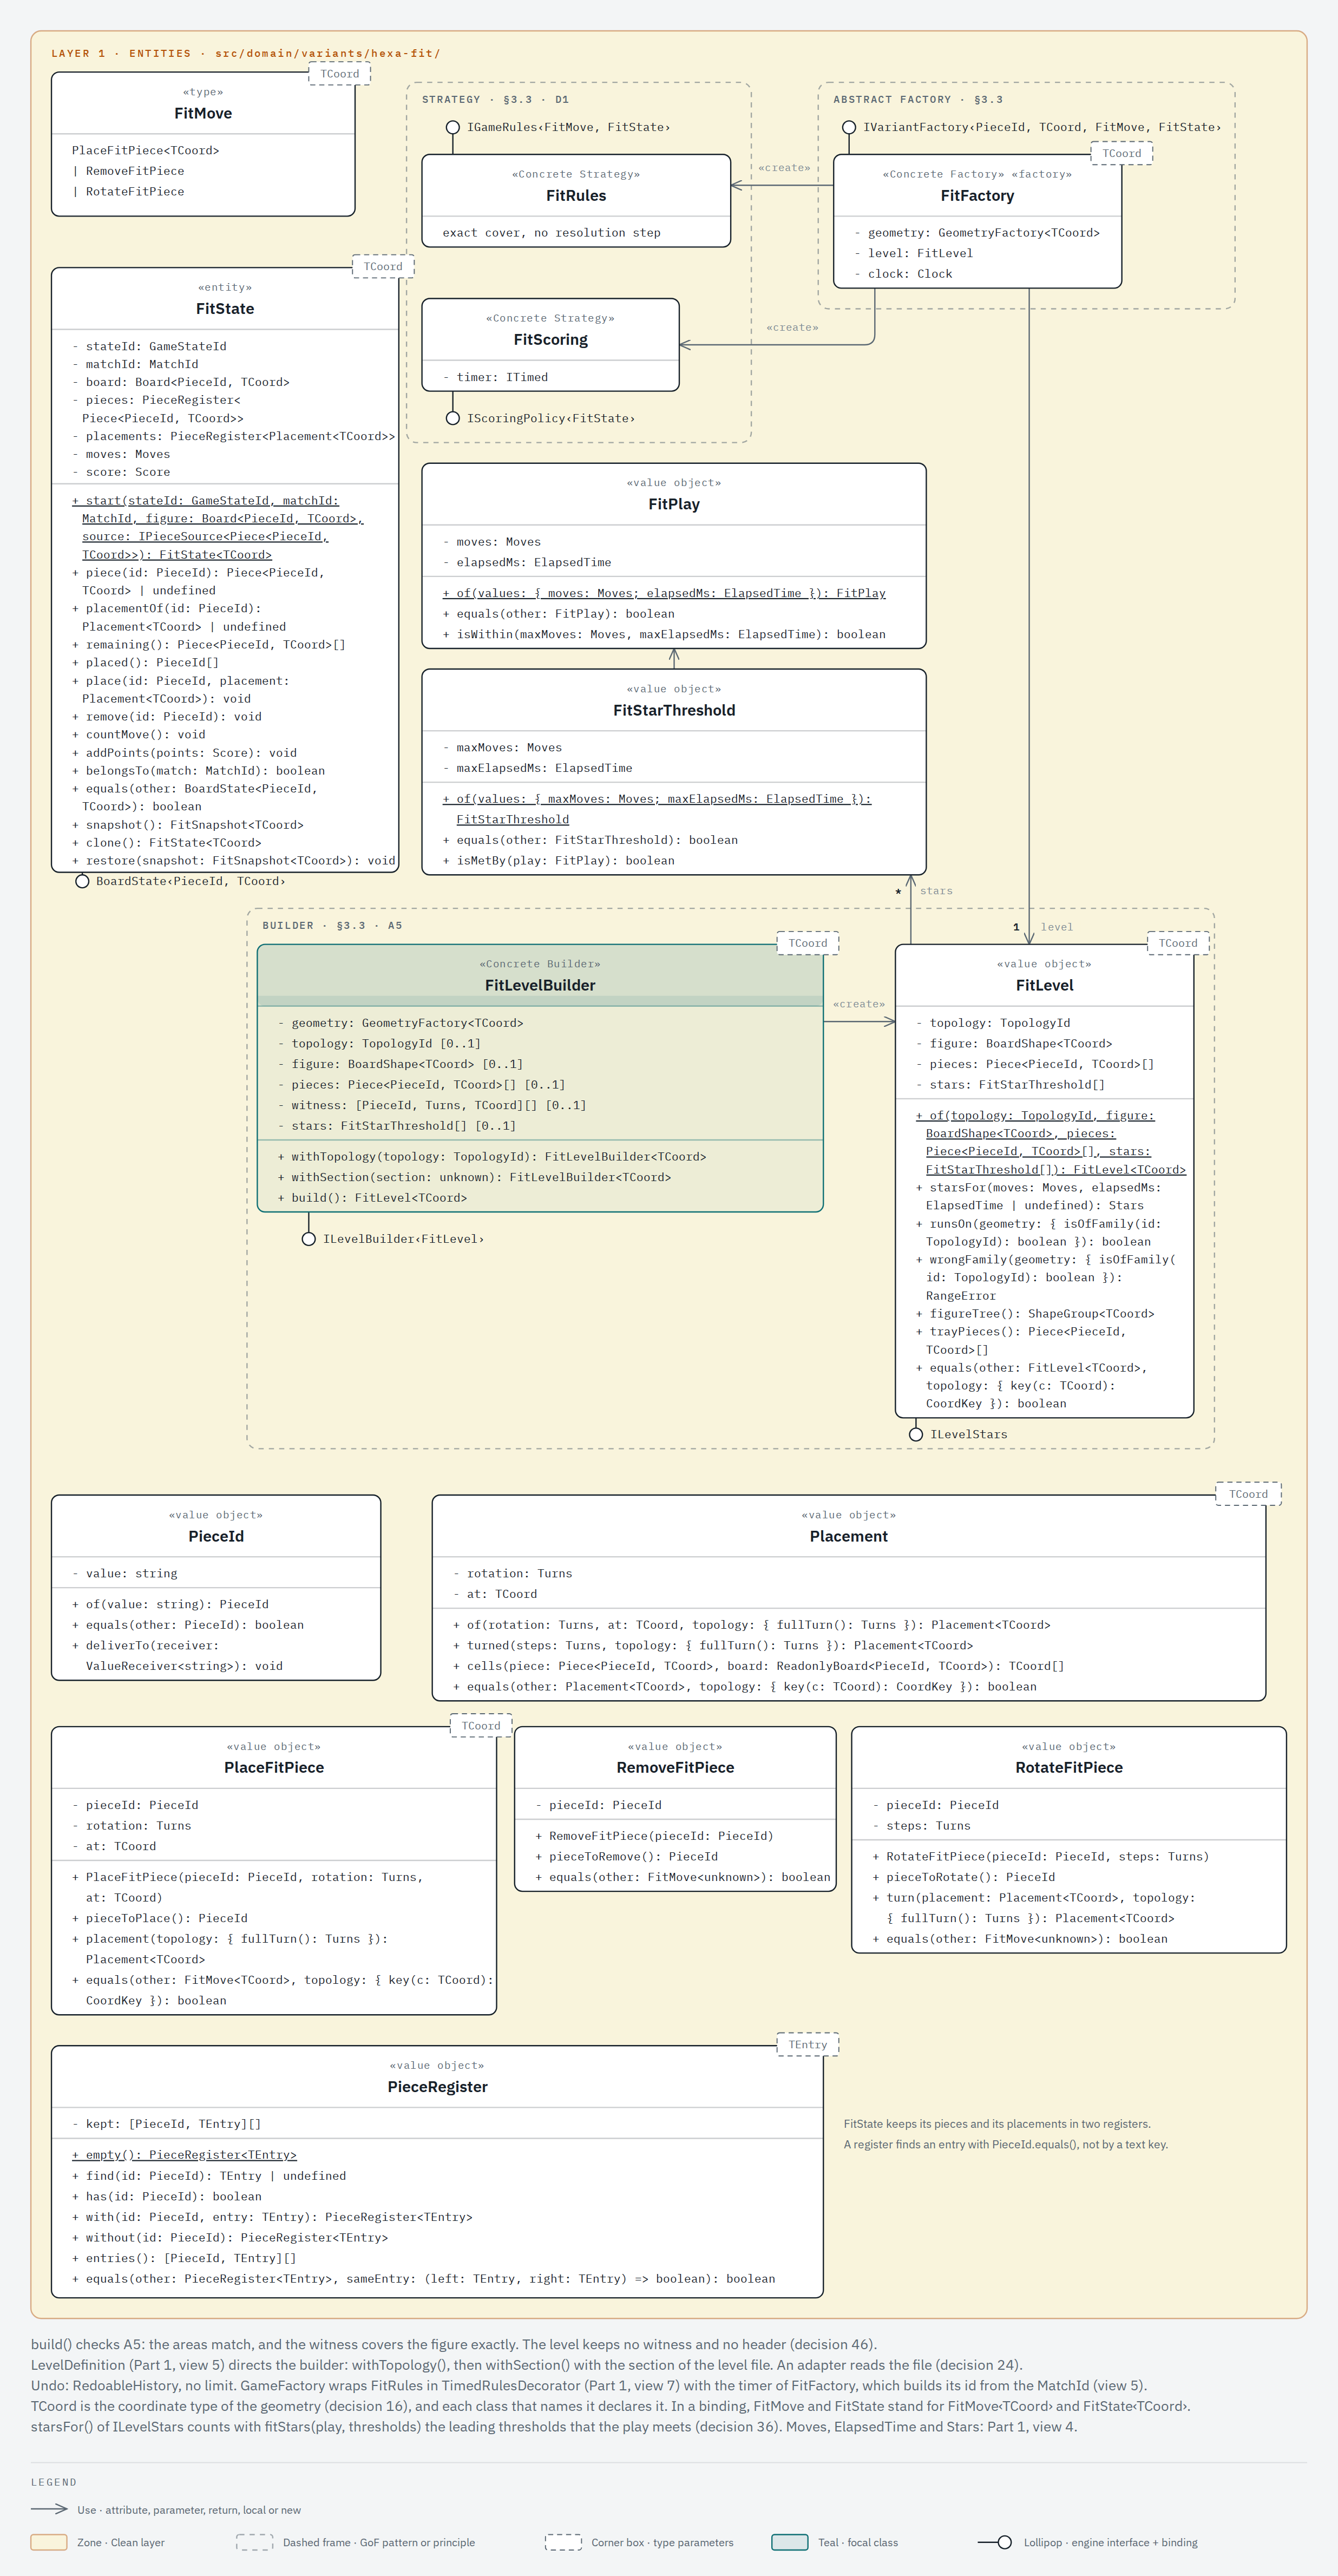 LAYER 1 · ENTITIES · src/domain/variants/hexa-fit/
TCoord
«type»
FitMove
PlaceFitPiece<TCoord>
| RemoveFitPiece
| RotateFitPiece
STRATEGY · §3.3 · D1
IGameRules‹FitMove, FitState›
«Concrete Strategy»
FitRules
exact cover, no resolution step
«create»
ABSTRACT FACTORY · §3.3
IVariantFactory‹PieceId, TCoord, FitMove, FitState›
TCoord
«Concrete Factory» «factory»
FitFactory
- geometry: GeometryFactory<TCoord>
- level: FitLevel
- clock: Clock
«Concrete Strategy»
FitScoring
- timer: ITimed
IScoringPolicy‹FitState›
«create»
TCoord
«entity»
FitState
- stateId: GameStateId
- matchId: MatchId
- board: Board<PieceId, TCoord>
- pieces: PieceRegister<
Piece<PieceId, TCoord>>
- placements: PieceRegister<Placement<TCoord>>
- moves: Moves
- score: Score
+ start(stateId: GameStateId, matchId:
MatchId, figure: Board<PieceId, TCoord>,
source: IPieceSource<Piece<PieceId,
TCoord>>): FitState<TCoord>
+ piece(id: PieceId): Piece<PieceId,
TCoord> | undefined
+ placementOf(id: PieceId):
Placement<TCoord> | undefined
+ remaining(): Piece<PieceId, TCoord>[]
+ placed(): PieceId[]
+ place(id: PieceId, placement:
Placement<TCoord>): void
+ remove(id: PieceId): void
+ countMove(): void
+ addPoints(points: Score): void
+ belongsTo(match: MatchId): boolean
+ equals(other: BoardState<PieceId,
TCoord>): boolean
+ snapshot(): FitSnapshot<TCoord>
+ clone(): FitState<TCoord>
+ restore(snapshot: FitSnapshot<TCoord>): void
BoardState‹PieceId, TCoord›
«value object»
FitPlay
- moves: Moves
- elapsedMs: ElapsedTime
+ of(values: { moves: Moves; elapsedMs: ElapsedTime }): FitPlay
+ equals(other: FitPlay): boolean
+ isWithin(maxMoves: Moves, maxElapsedMs: ElapsedTime): boolean
«value object»
FitStarThreshold
- maxMoves: Moves
- maxElapsedMs: ElapsedTime
+ of(values: { maxMoves: Moves; maxElapsedMs: ElapsedTime }):
FitStarThreshold
+ equals(other: FitStarThreshold): boolean
+ isMetBy(play: FitPlay): boolean
* stars
1 level
BUILDER · §3.3 · A5
TCoord
«Concrete Builder»
FitLevelBuilder
- geometry: GeometryFactory<TCoord>
- topology: TopologyId [0..1]
- figure: BoardShape<TCoord> [0..1]
- pieces: Piece<PieceId, TCoord>[] [0..1]
- witness: [PieceId, Turns, TCoord][] [0..1]
- stars: FitStarThreshold[] [0..1]
+ withTopology(topology: TopologyId): FitLevelBuilder<TCoord>
+ withSection(section: unknown): FitLevelBuilder<TCoord>
+ build(): FitLevel<TCoord>
ILevelBuilder‹FitLevel›
«create»
TCoord
«value object»
FitLevel
- topology: TopologyId
- figure: BoardShape<TCoord>
- pieces: Piece<PieceId, TCoord>[]
- stars: FitStarThreshold[]
+ of(topology: TopologyId, figure:
BoardShape<TCoord>, pieces:
Piece<PieceId, TCoord>[], stars:
FitStarThreshold[]): FitLevel<TCoord>
+ starsFor(moves: Moves, elapsedMs:
ElapsedTime | undefined): Stars
+ runsOn(geometry: { isOfFamily(id:
TopologyId): boolean }): boolean
+ wrongFamily(geometry: { isOfFamily(
id: TopologyId): boolean }):
RangeError
+ figureTree(): ShapeGroup<TCoord>
+ trayPieces(): Piece<PieceId,
TCoord>[]
+ equals(other: FitLevel<TCoord>,
topology: { key(c: TCoord):
CoordKey }): boolean
ILevelStars
«value object»
PieceId
- value: string
+ of(value: string): PieceId
+ equals(other: PieceId): boolean
+ deliverTo(receiver:
ValueReceiver<string>): void
TCoord
«value object»
Placement
- rotation: Turns
- at: TCoord
+ of(rotation: Turns, at: TCoord, topology: { fullTurn(): Turns }): Placement<TCoord>
+ turned(steps: Turns, topology: { fullTurn(): Turns }): Placement<TCoord>
+ cells(piece: Piece<PieceId, TCoord>, board: ReadonlyBoard<PieceId, TCoord>): TCoord[]
+ equals(other: Placement<TCoord>, topology: { key(c: TCoord): CoordKey }): boolean
TCoord
«value object»
PlaceFitPiece
- pieceId: PieceId
- rotation: Turns
- at: TCoord
+ PlaceFitPiece(pieceId: PieceId, rotation: Turns,
at: TCoord)
+ pieceToPlace(): PieceId
+ placement(topology: { fullTurn(): Turns }):
Placement<TCoord>
+ equals(other: FitMove<TCoord>, topology: { key(c: TCoord):
CoordKey }): boolean
«value object»
RemoveFitPiece
- pieceId: PieceId
+ RemoveFitPiece(pieceId: PieceId)
+ pieceToRemove(): PieceId
+ equals(other: FitMove<unknown>): boolean
«value object»
RotateFitPiece
- pieceId: PieceId
- steps: Turns
+ RotateFitPiece(pieceId: PieceId, steps: Turns)
+ pieceToRotate(): PieceId
+ turn(placement: Placement<TCoord>, topology:
{ fullTurn(): Turns }): Placement<TCoord>
+ equals(other: FitMove<unknown>): boolean
TEntry
«value object»
PieceRegister
- kept: [PieceId, TEntry][]
+ empty(): PieceRegister<TEntry>
+ find(id: PieceId): TEntry | undefined
+ has(id: PieceId): boolean
+ with(id: PieceId, entry: TEntry): PieceRegister<TEntry>
+ without(id: PieceId): PieceRegister<TEntry>
+ entries(): [PieceId, TEntry][]
+ equals(other: PieceRegister<TEntry>, sameEntry: (left: TEntry, right: TEntry) => boolean): boolean
FitState keeps its pieces and its placements in two registers.
A register finds an entry with PieceId.equals(), not by a text key.
build() checks A5: the areas match, and the witness covers the figure exactly. The level keeps no witness and no header (decision 46).
LevelDefinition (Part 1, view 5) directs the builder: withTopology(), then withSection() with the section of the level file. An adapter reads the file (decision 24).
Undo: RedoableHistory, no limit. GameFactory wraps FitRules in TimedRulesDecorator (Part 1, view 7) with the timer of FitFactory, which builds its id from the MatchId (view 5).
TCoord is the coordinate type of the geometry (decision 16), and each class that names it declares it. In a binding, FitMove and FitState stand for FitMove‹TCoord› and FitState‹TCoord›.
starsFor() of ILevelStars counts with fitStars(play, thresholds) the leading thresholds that the play meets (decision 36). Moves, ElapsedTime and Stars: Part 1, view 4.
LEGEND
Use · attribute, parameter, return, local or new
Zone · Clean layer
Dashed frame · GoF pattern or principle
Corner box · type parameters
Teal · focal class
Lollipop · engine interface + binding